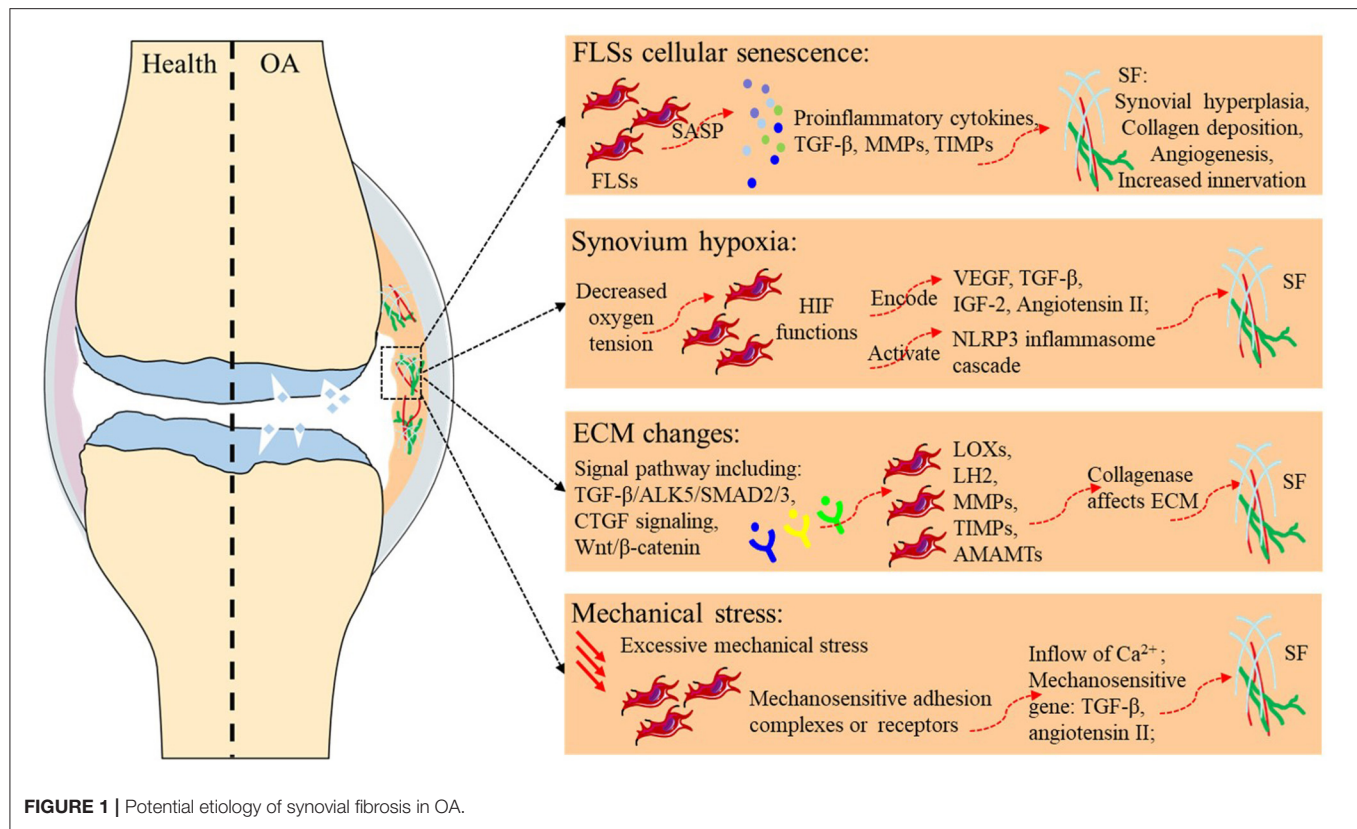 Health
OA
FLSs cellular senescence:
SASP
FLSs
Proinflammatory cytokines,
TGF-β, MMPs, TIMPs
SF:
Synovial hyperplasia,
Collagen deposition,
Angiogenesis,
Increased innervation
Synovium hypoxia:
Decreased
oxygen
tension
HIF
functions
Encode
Activate
VEGF, TGF-β,
IGF-2, Angiotensin II;
NLRP3 inflammasome
cascade
SF
ECM changes:
Signal pathway including:
TGF-β/ALK5/SMAD2/3,
CTGF signaling,
Wnt/β-catenin
LOXs,
LH2,
MMPs,
TIMPs,
AMAMTs
Collagenase
affects ECM
SF
Mechanical stress:
Excessive mechanical stress
Mechanosensitive adhesion
complexes or receptors
Inflow of Ca²⁺;
Mechanosensitive
gene: TGF-β,
angiotensin II;
SF
FIGURE 1 | Potential etiology of synovial fibrosis in OA.